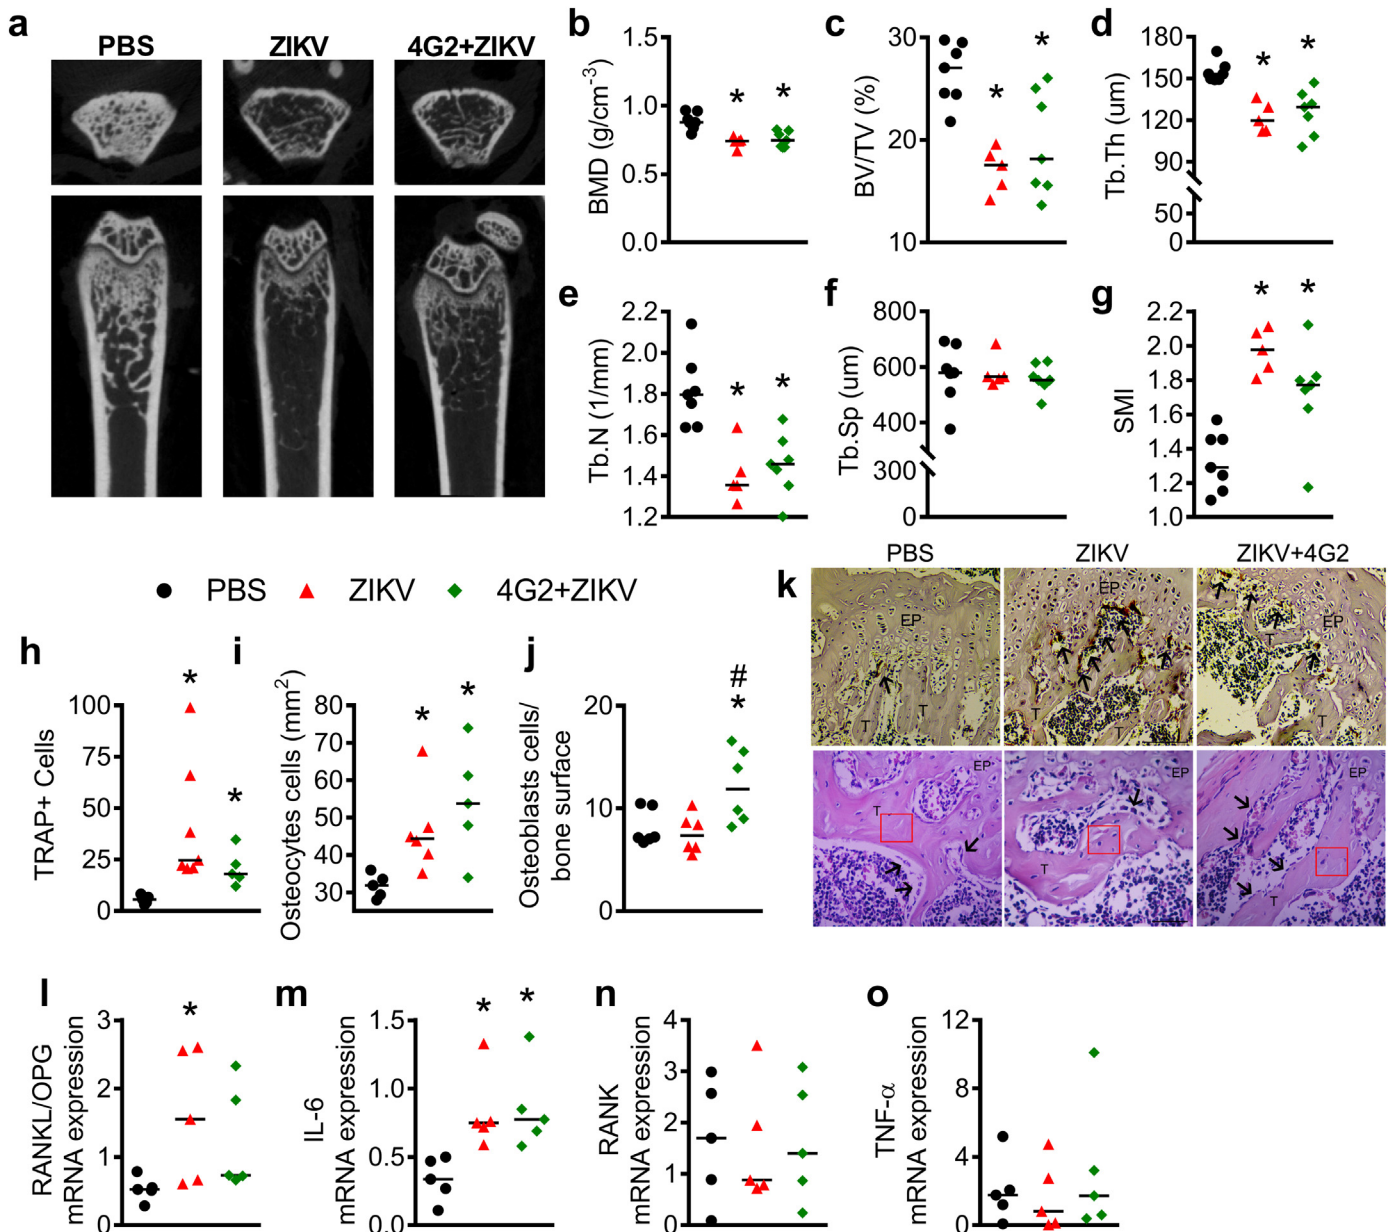 a
PBS
ZIKV
4G2+ZIKV
b
BMD (g/cm-3)
1.5
1.0
0.5
0.0
*
*
c
BV/TV (%)
30
20
10
*
*
d
Tb.Th (um)
180
150
120
90
50
0
*
*
e
Tb.N (1/mm)
2.2
2.0
1.8
1.6
1.4
1.2
*
*
f
Tb.Sp (um)
800
600
400
300
0
g
SMI
2.2
2.0
1.8
1.6
1.4
1.2
1.0
*
*
PBS
ZIKV
4G2+ZIKV
h
TRAP+ Cells
100
75
50
25
0
*
*
i
Osteocytes cells (mm2)
80
70
60
50
40
30
*
*
j
Osteoblasts cells/
bone surface
20
10
0
#
*
k
PBS
ZIKV
ZIKV+4G2
EP
T
T
EP
T
EP
T
T
EP
T
EP
T
EP
T
l
RANKL/OPG
mRNA expression
3
2
1
0
*
m
IL-6
mRNA expression
1.5
1.0
0.5
0.0
*
*
n
RANK
mRNA expression
4
3
2
1
0
o
TNF-α
mRNA expression
12
8
4
0